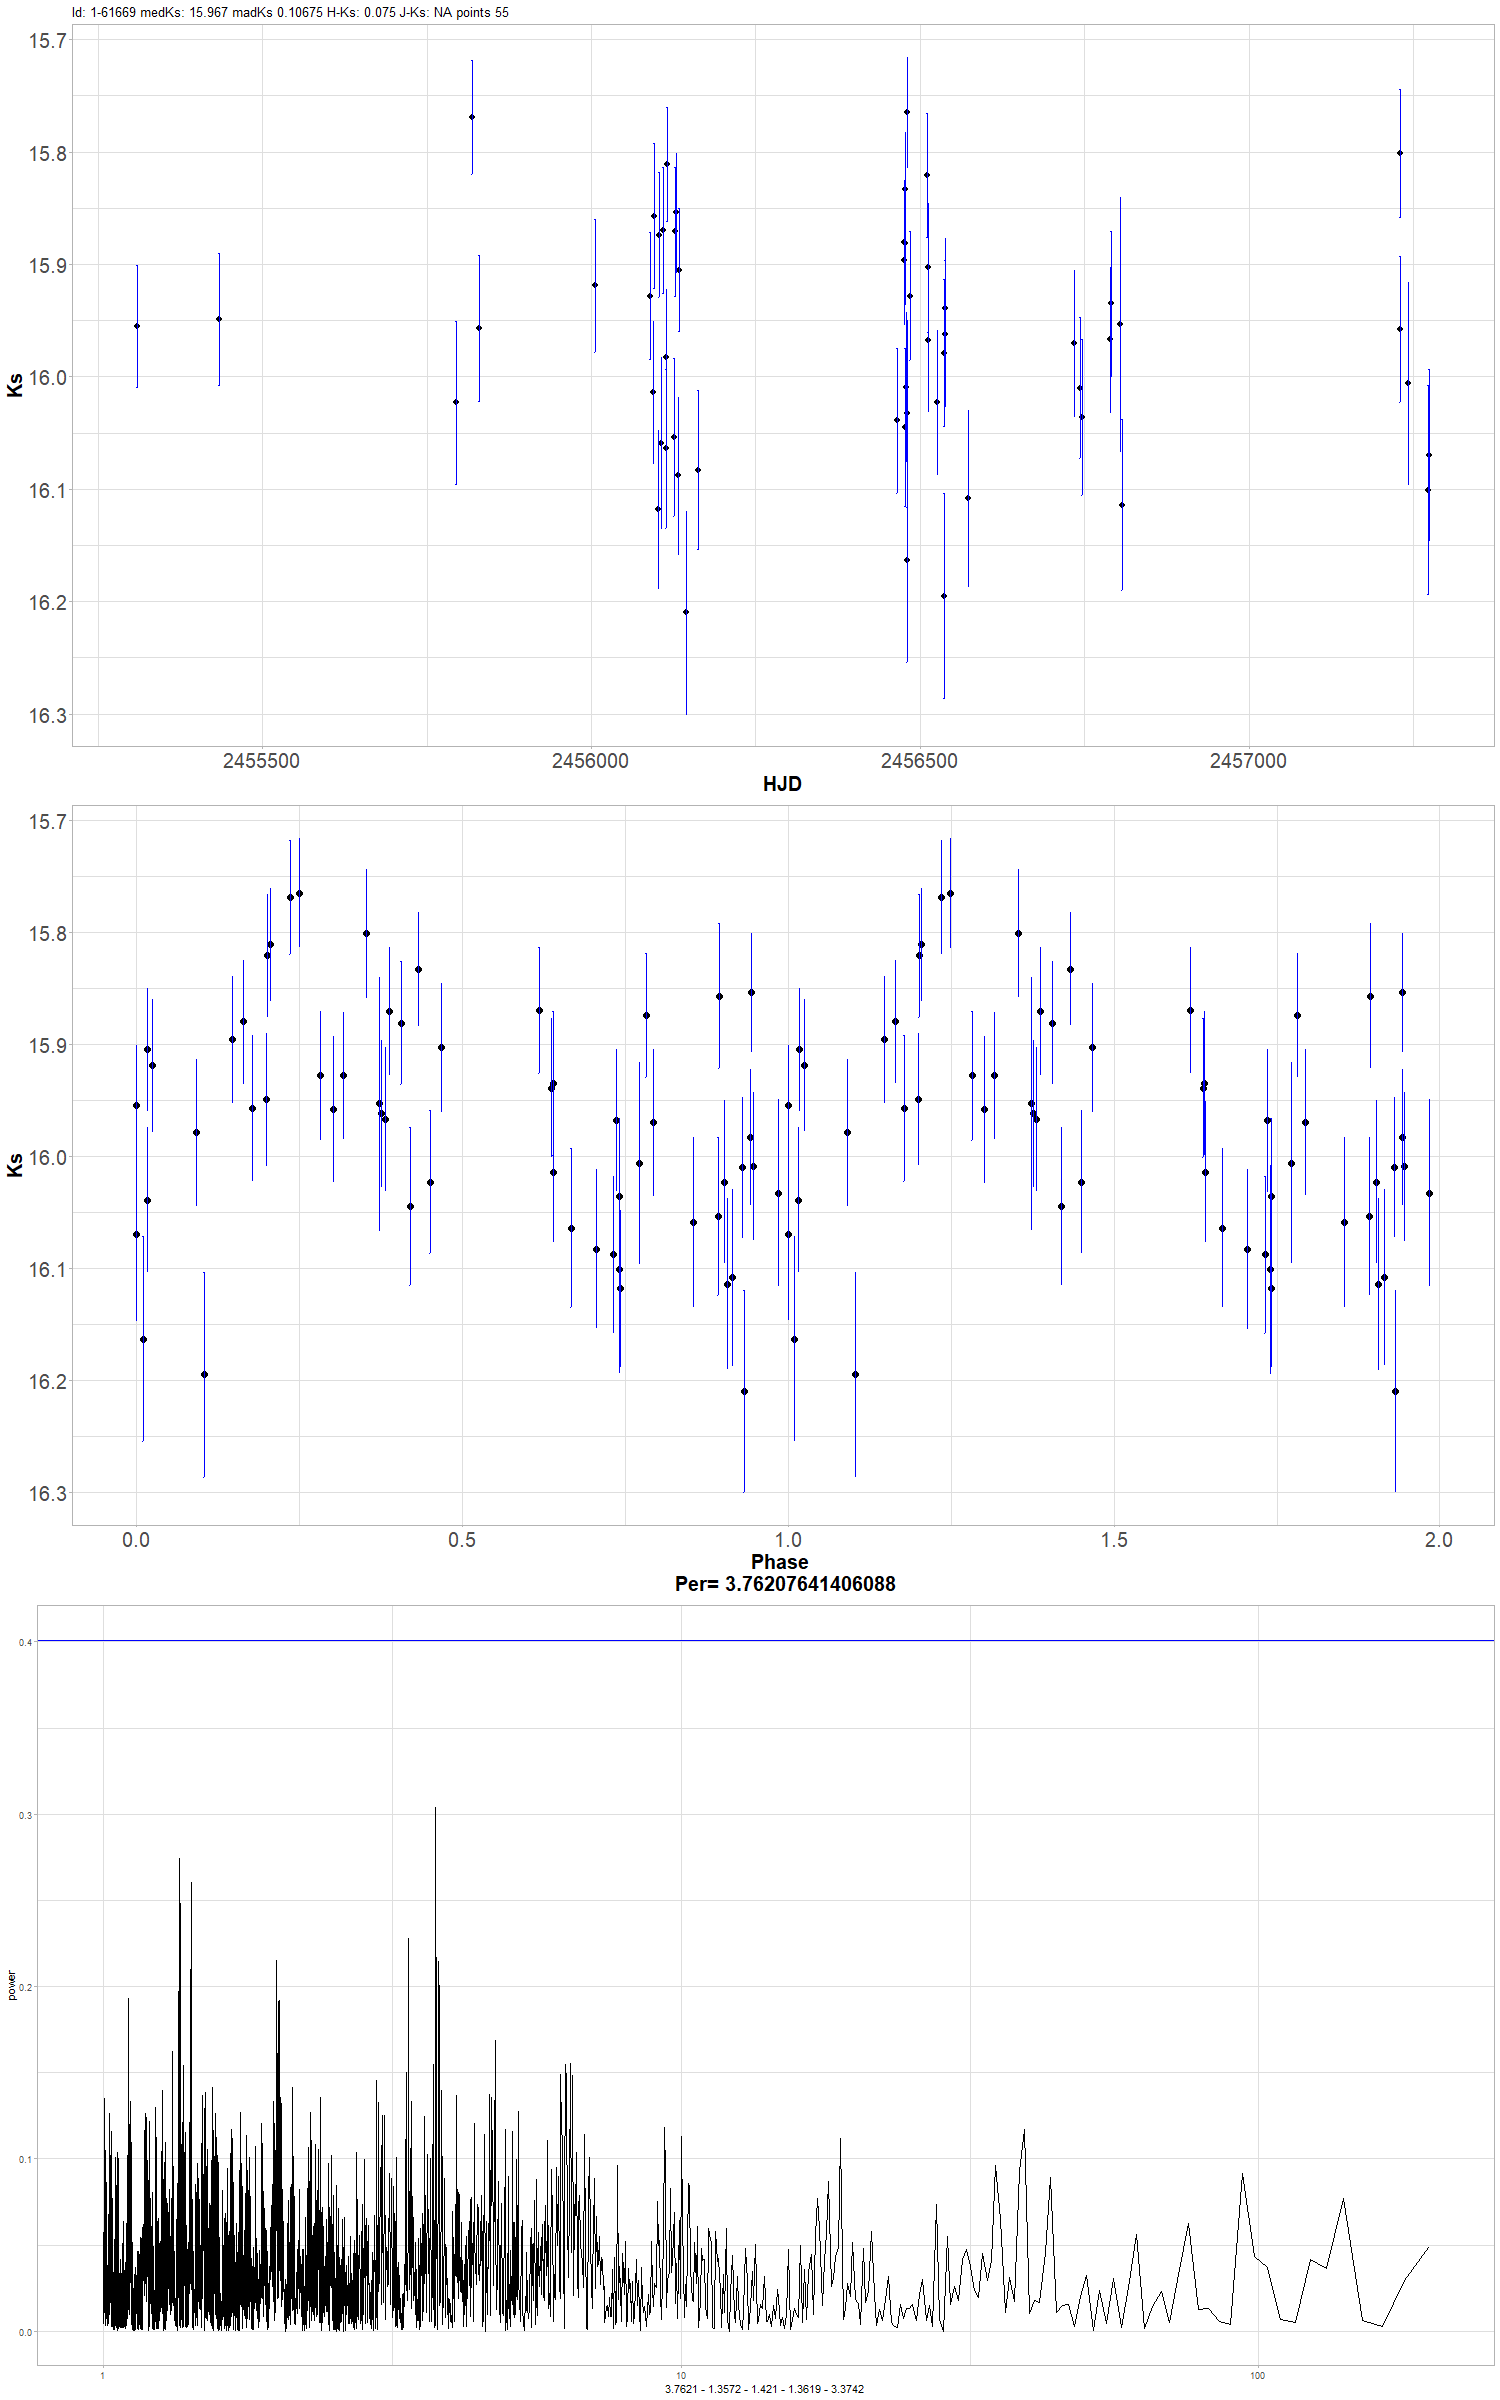 Id: 1-61669 medKs: 15.967 madKs 0.10675 H-Ks: 0.075 J-Ks: NA points 55
15.7
15.8
15.9
16.0
16.1
16.2
16.3
Ks
2455500 2456000 2456500 2457000
HJD
15.7
15.8
15.9
16.0
16.1
16.2
16.3
Ks
0.0 0.5 1.0 1.5 2.0
Phase
Per= 3.76207641406088
0.4
0.3
0.2
0.1
0.0
power
1 10 100
3.7621 - 1.3572 - 1.421 - 1.3619 - 3.3742